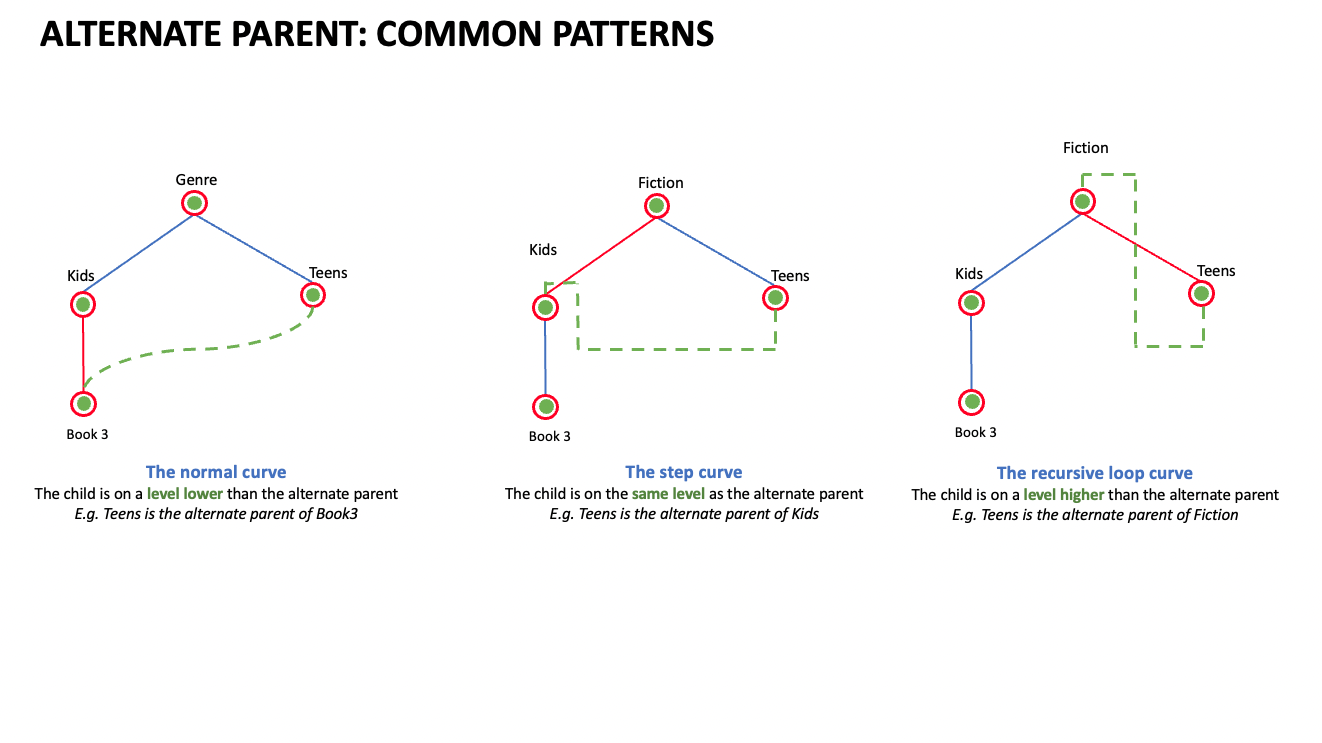 ALTERNATE PARENT: COMMON PATTERNS
Genre
Kids
Teens
Book 3
The normal curve
The child is on a level lower than the alternate parent
E.g. Teens is the alternate parent of Book3
Fiction
Kids
Teens
Book 3
The step curve
The child is on the same level as the alternate parent
E.g. Teens is the alternate parent of Kids
Fiction
Kids
Teens
Book 3
The recursive loop curve
The child is on a level higher than the alternate parent
E.g. Teens is the alternate parent of Fiction